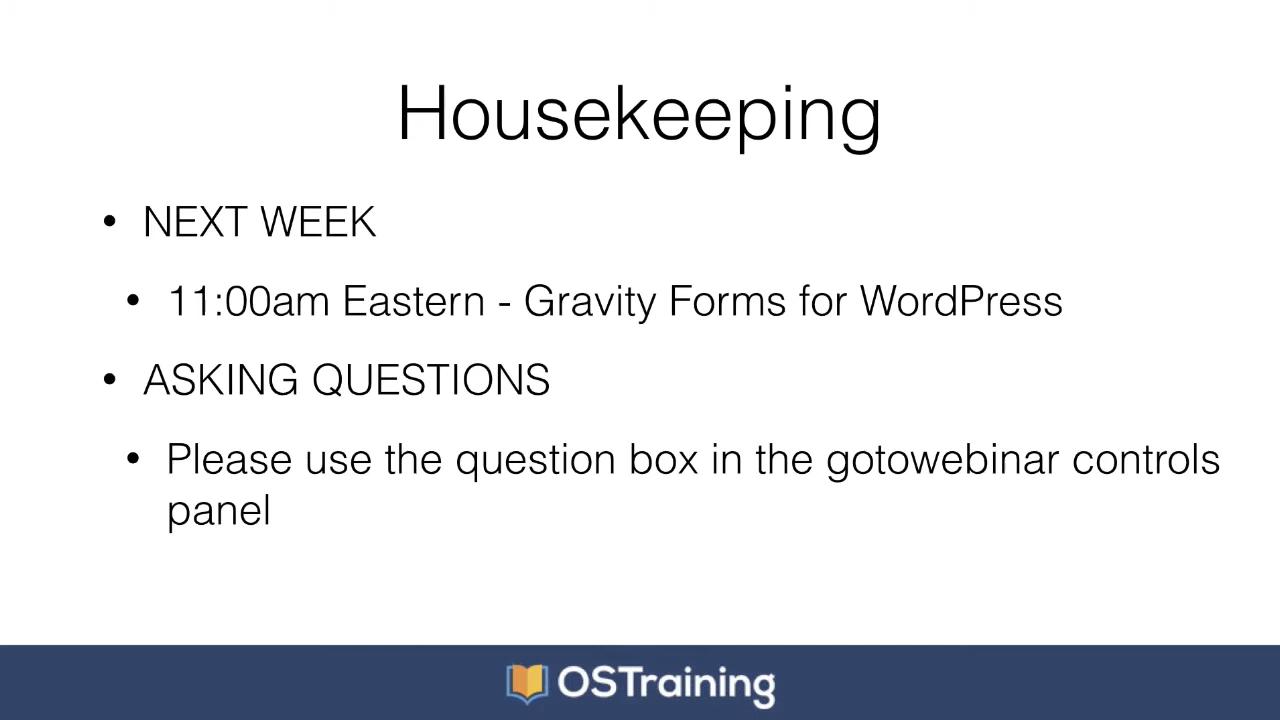 Housekeeping
• NEXT WEEK
• 11:00am Eastern - Gravity Forms for WordPress
• ASKING QUESTIONS
• Please use the question box in the gotowebinar controls
panel
OSTraining